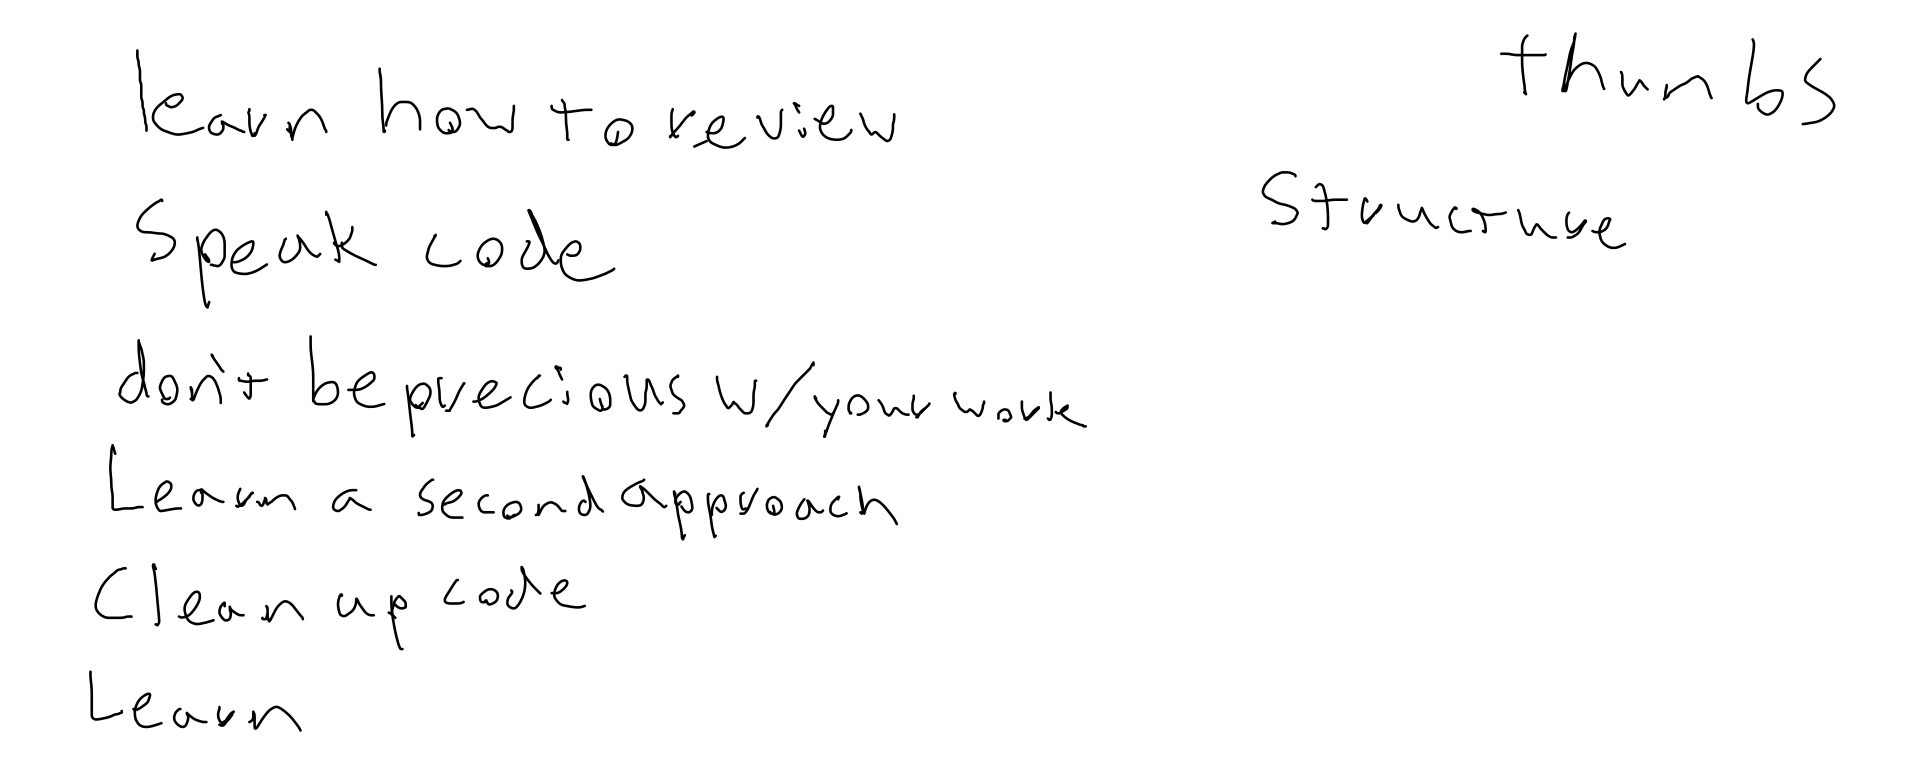 learn how to review
Speak code
don't be precious w/your work
Learn a second approach
Clean up code
Learn
thumbs
Structure